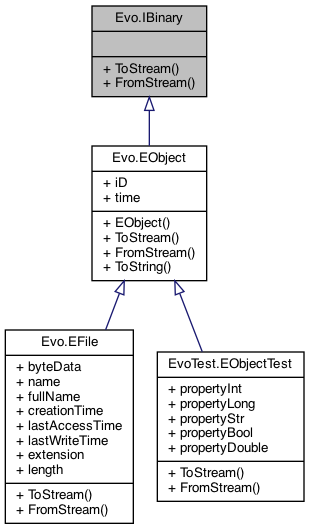 Evo.IBinary
+ ToStream()
+ FromStream()
Evo.EObject
+ iD
+ time
+ EObject()
+ ToStream()
+ FromStream()
+ ToString()
Evo.EFile
+ byteData
+ name
+ fullName
+ creationTime
+ lastAccessTime
+ lastWriteTime
+ extension
+ length
+ ToStream()
+ FromStream()
EvoTest.EObjectTest
+ propertyInt
+ propertyLong
+ propertyStr
+ propertyBool
+ propertyDouble
+ ToStream()
+ FromStream()